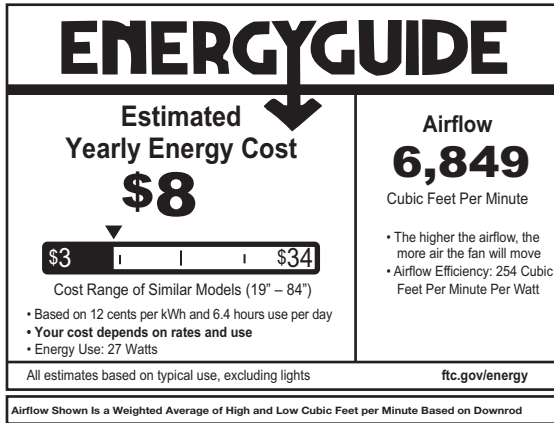 ENERGYGUIDE
Estimated
Yearly Energy Cost
$8
$3 $34
Cost Range of Similar Models (19” – 84”)
• Based on 12 cents per kWh and 6.4 hours use per day
• Your cost depends on rates and use
• Energy Use: 27 Watts
Airflow
6,849
Cubic Feet Per Minute
• The higher the airflow, the
more air the fan will move
• Airflow Efficiency: 254 Cubic
Feet Per Minute Per Watt
All estimates based on typical use, excluding lights
ftc.gov/energy
Airflow Shown Is a Weighted Average of High and Low Cubic Feet per Minute Based on Downrod